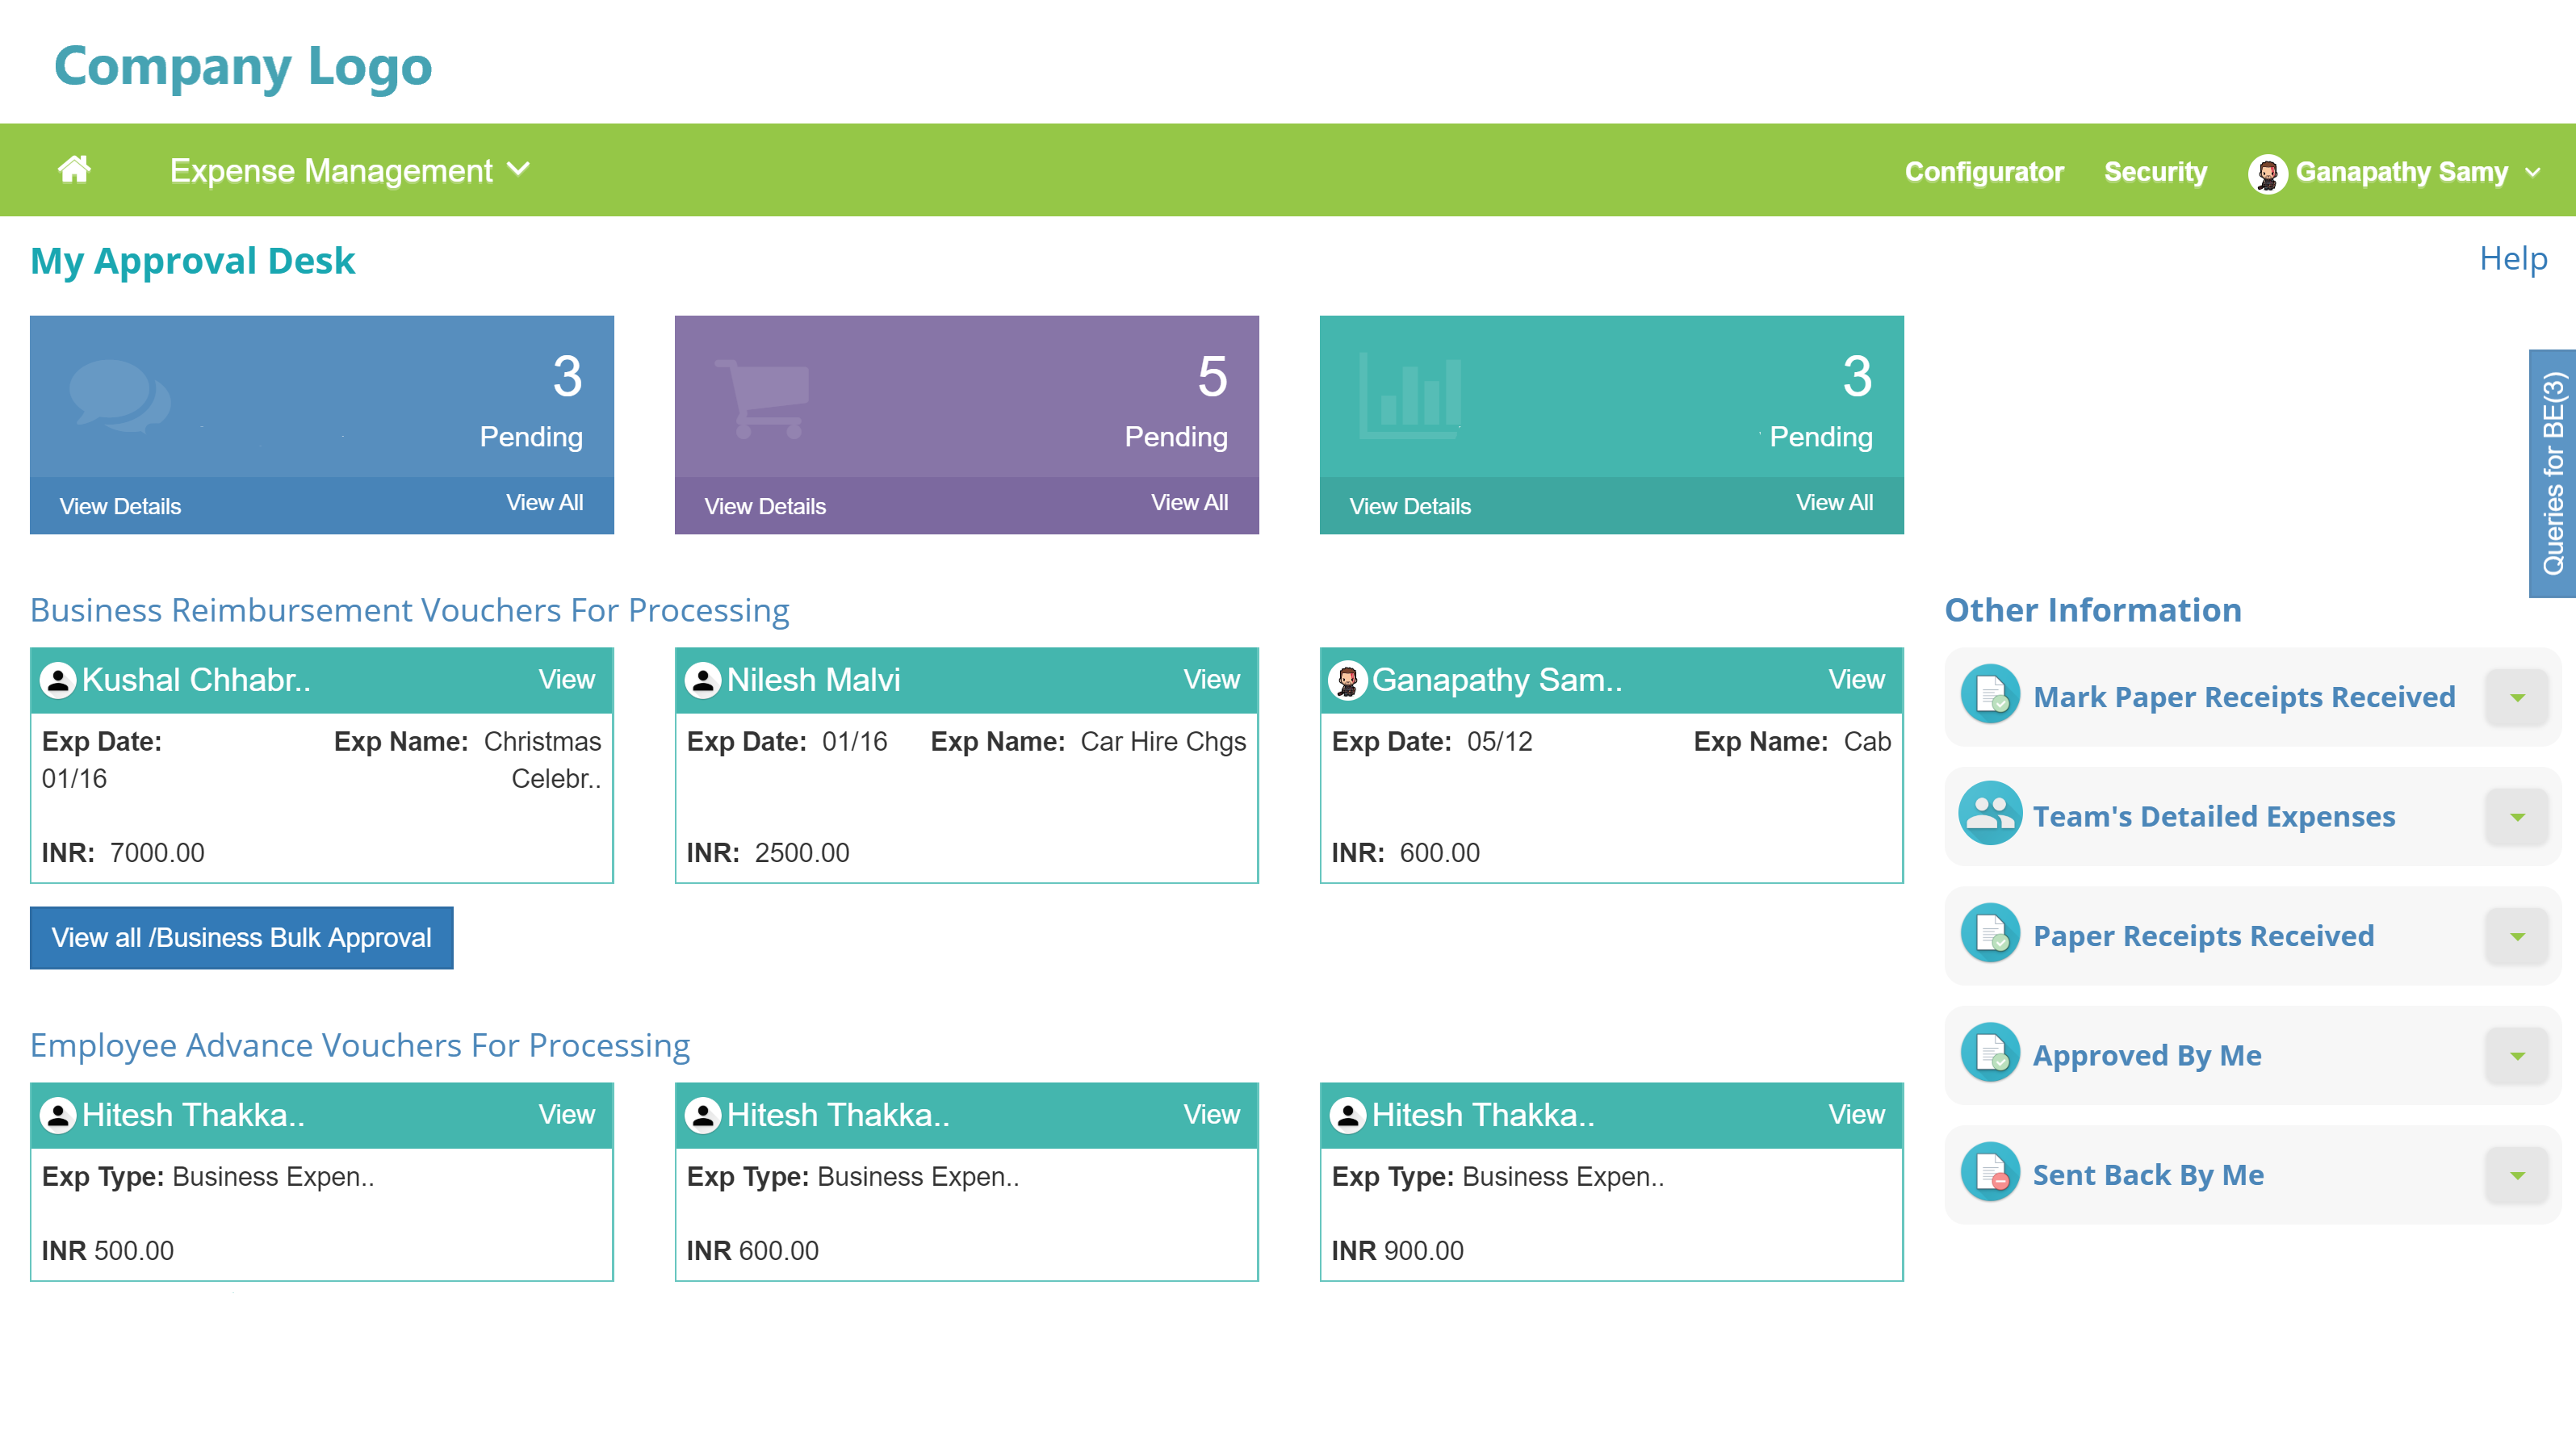 Company Logo
Expense Management
Configurator Security Ganapathy Samy
My Approval Desk
Help
3
Pending
View Details View All
5
Pending
View Details View All
3
Pending
View Details View All
Queries for BE(3)
Business Reimbursement Vouchers For Processing
Kushal Chhabr.. View
Exp Date: Exp Name: Christmas
01/16 Celebr..
INR: 7000.00
Nilesh Malvi View
Exp Date: 01/16 Exp Name: Car Hire Chgs
INR: 2500.00
Ganapathy Sam.. View
Exp Date: 05/12 Exp Name: Cab
INR: 600.00
View all /Business Bulk Approval
Employee Advance Vouchers For Processing
Hitesh Thakka.. View
Exp Type: Business Expen..
INR 500.00
Hitesh Thakka.. View
Exp Type: Business Expen..
INR 600.00
Hitesh Thakka.. View
Exp Type: Business Expen..
INR 900.00
Other Information
Mark Paper Receipts Received
Team's Detailed Expenses
Paper Receipts Received
Approved By Me
Sent Back By Me